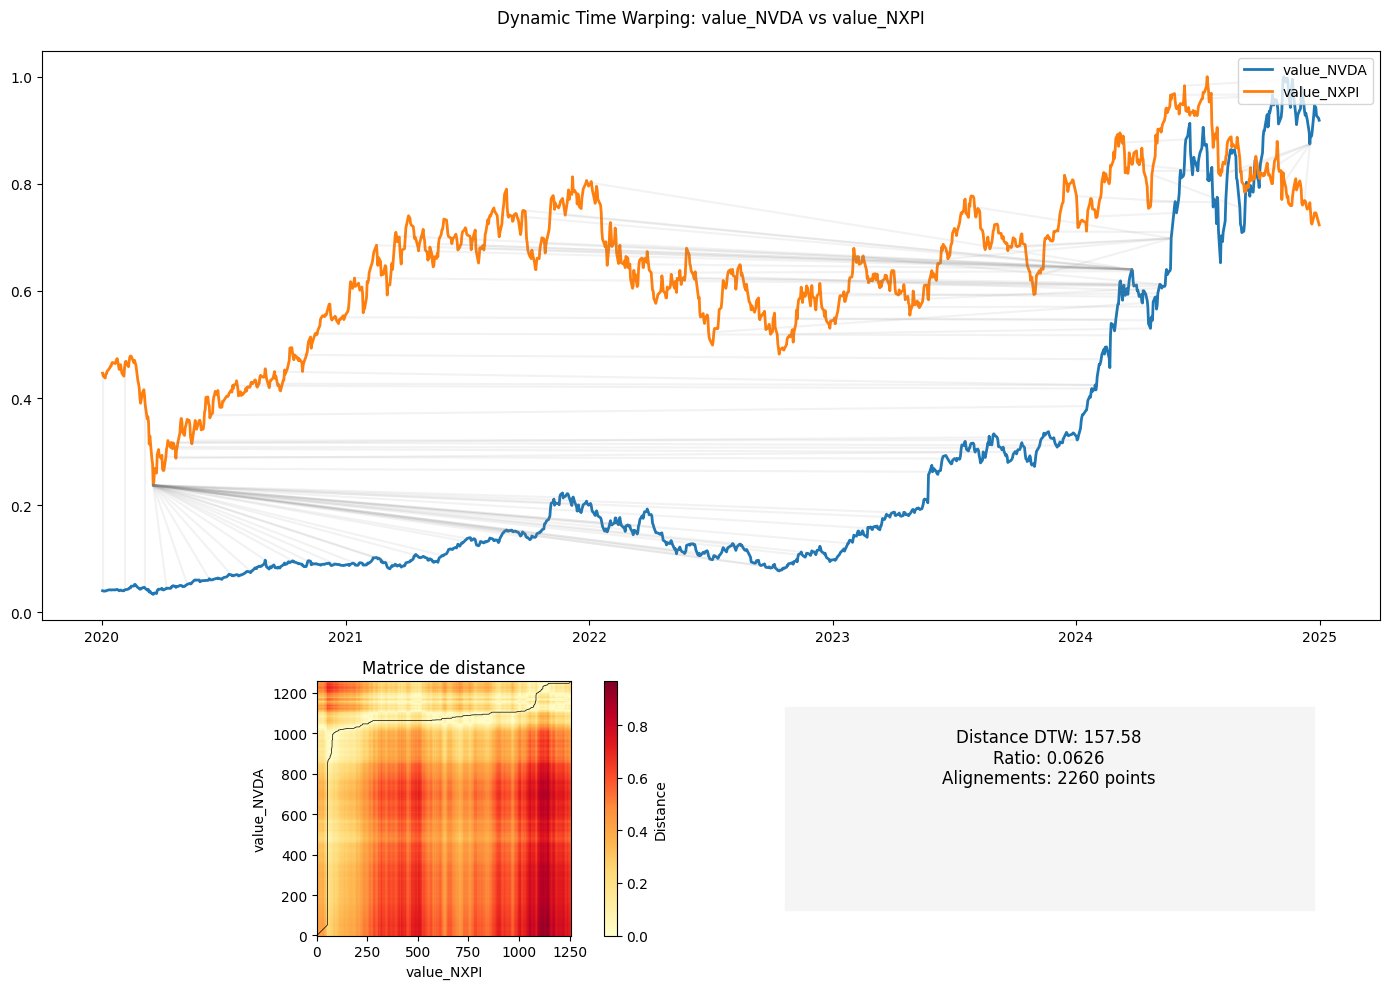 Dynamic Time Warping: value_NVDA vs value_NXPI
1.0
0.8
0.6
0.4
0.2
0.0
value_NVDA
value_NXPI
2020 2021 2022 2023 2024 2025
Matrice de distance
1200
1000
800
600
400
200
0
value_NVDA
0 250 500 750 1000 1250
value_NXPI
0.8
0.6
0.4
0.2
0.0
Distance
Distance DTW: 157.58
Ratio: 0.0626
Alignements: 2260 points